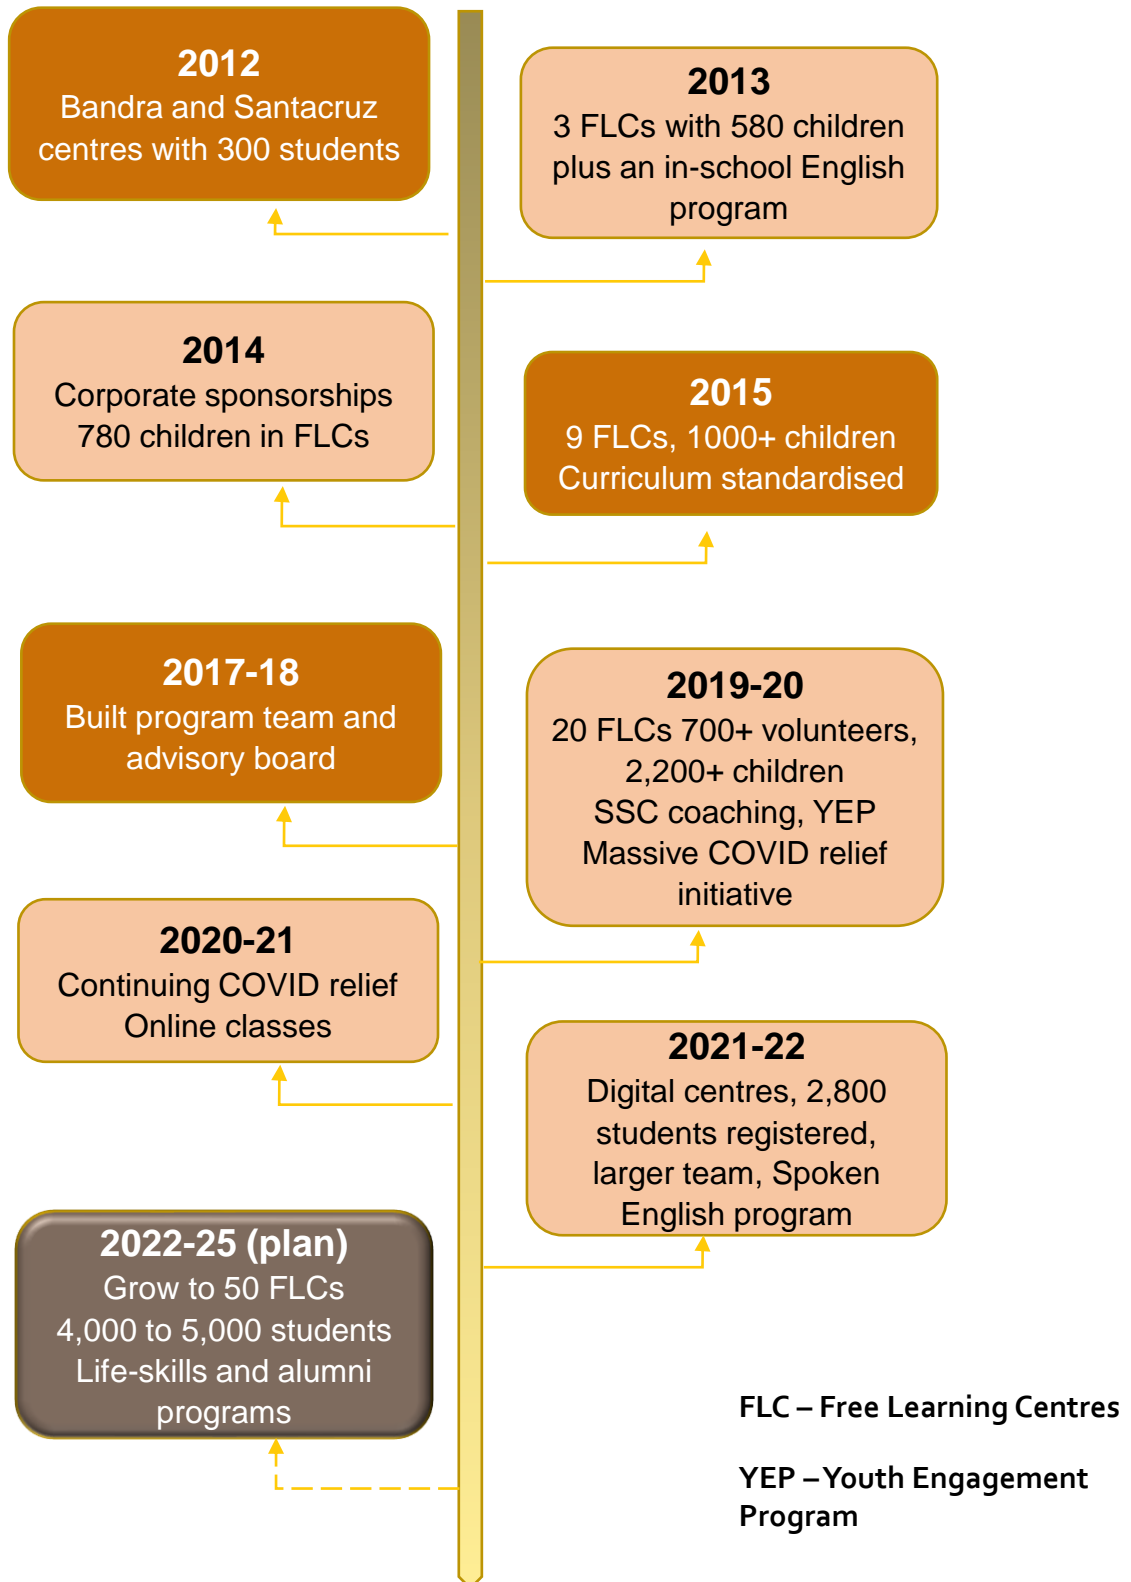 2012
Bandra and Santacruz
centres with 300 students
2013
3 FLCs with 580 children
plus an in-school English
program
2014
Corporate sponsorships
780 children in FLCs
2015
9 FLCs, 1000+ children
Curriculum standardised
2017-18
Built program team and
advisory board
2019-20
20 FLCs 700+ volunteers,
2,200+ children
SSC coaching, YEP
Massive COVID relief
initiative
2020-21
Continuing COVID relief
Online classes
2021-22
Digital centres, 2,800
students registered,
larger team, Spoken
English program
2022-25 (plan)
Grow to 50 FLCs
4,000 to 5,000 students
Life-skills and alumni
programs
FLC – Free Learning Centres
YEP – Youth Engagement
Program